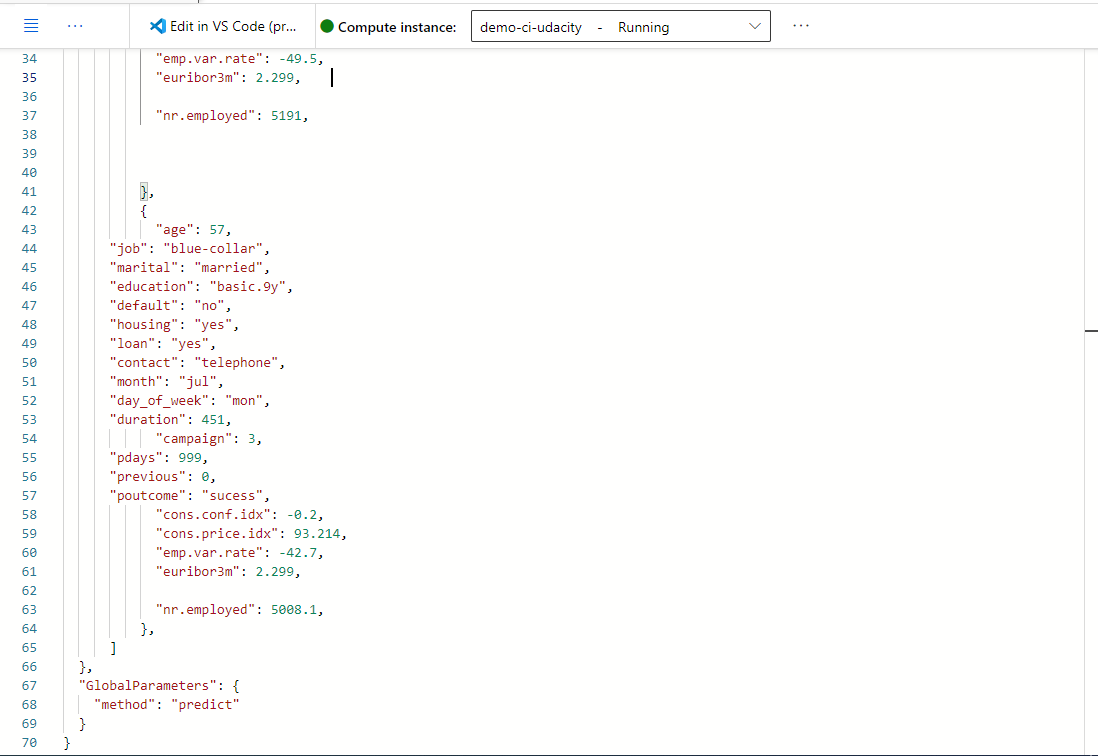 Edit in VS Code (pr... Compute instance: demo-ci-udacity - Running
34 "emp.var.rate": -49.5,
35 "euribor3m": 2.299,
36
37 "nr.employed": 5191,
38
39
40
41 },
42 {
43 "age": 57,
44 "job": "blue-collar",
45 "marital": "married",
46 "education": "basic.9y",
47 "default": "no",
48 "housing": "yes",
49 "loan": "yes",
50 "contact": "telephone",
51 "month": "jul",
52 "day_of_week": "mon",
53 "duration": 451,
54 "campaign": 3,
55 "pdays": 999,
56 "previous": 0,
57 "poutcome": "sucess",
58 "cons.conf.idx": -0.2,
59 "cons.price.idx": 93.214,
60 "emp.var.rate": -42.7,
61 "euribor3m": 2.299,
62
63 "nr.employed": 5008.1,
64 },
65 ]
66 },
67 "GlobalParameters": {
68 "method": "predict"
69 }
70 }